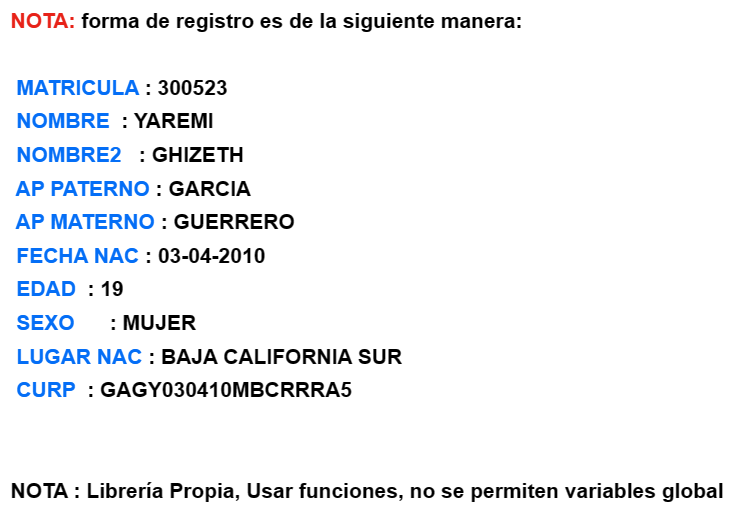 NOTA: forma de registro es de la siguiente manera:
MATRICULA : 300523
NOMBRE : YAREMI
NOMBRE2 : GHIZETH
AP PATERNO : GARCIA
AP MATERNO : GUERRERO
FECHA NAC : 03-04-2010
EDAD : 19
SEXO : MUJER
LUGAR NAC : BAJA CALIFORNIA SUR
CURP : GAGY030410MBCRRRA5
NOTA : Librería Propia, Usar funciones, no se permiten variables global